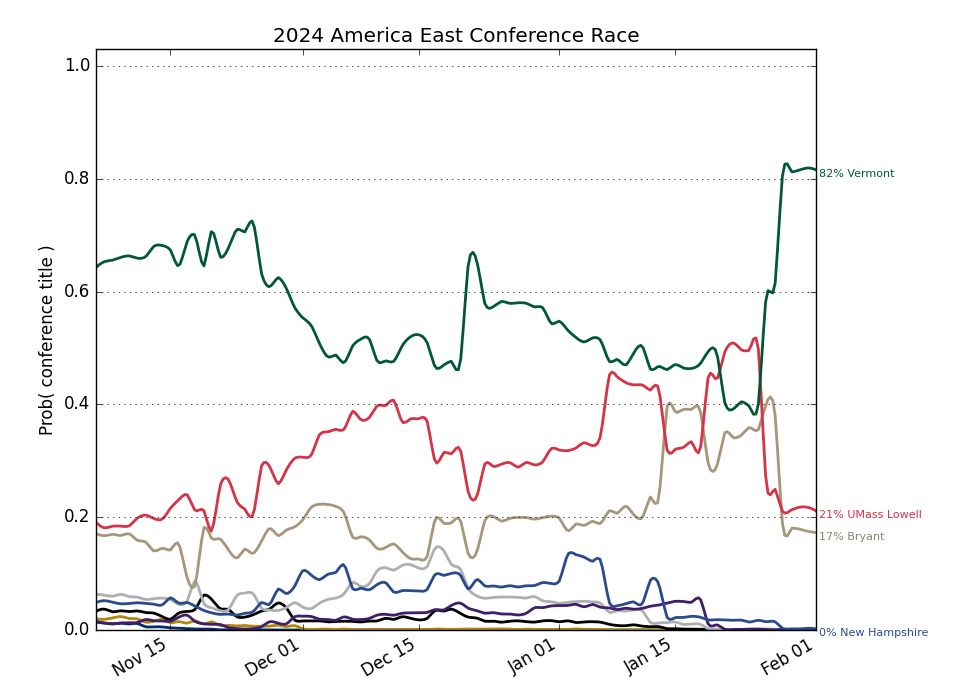 2024 America East Conference Race
Prob( conference title )
1.0
0.8
0.6
0.4
0.2
0.0
82% Vermont
21% UMass Lowell
17% Bryant
0% New Hampshire
Nov 15
Dec 01
Dec 15
Jan 01
Jan 15
Feb 01